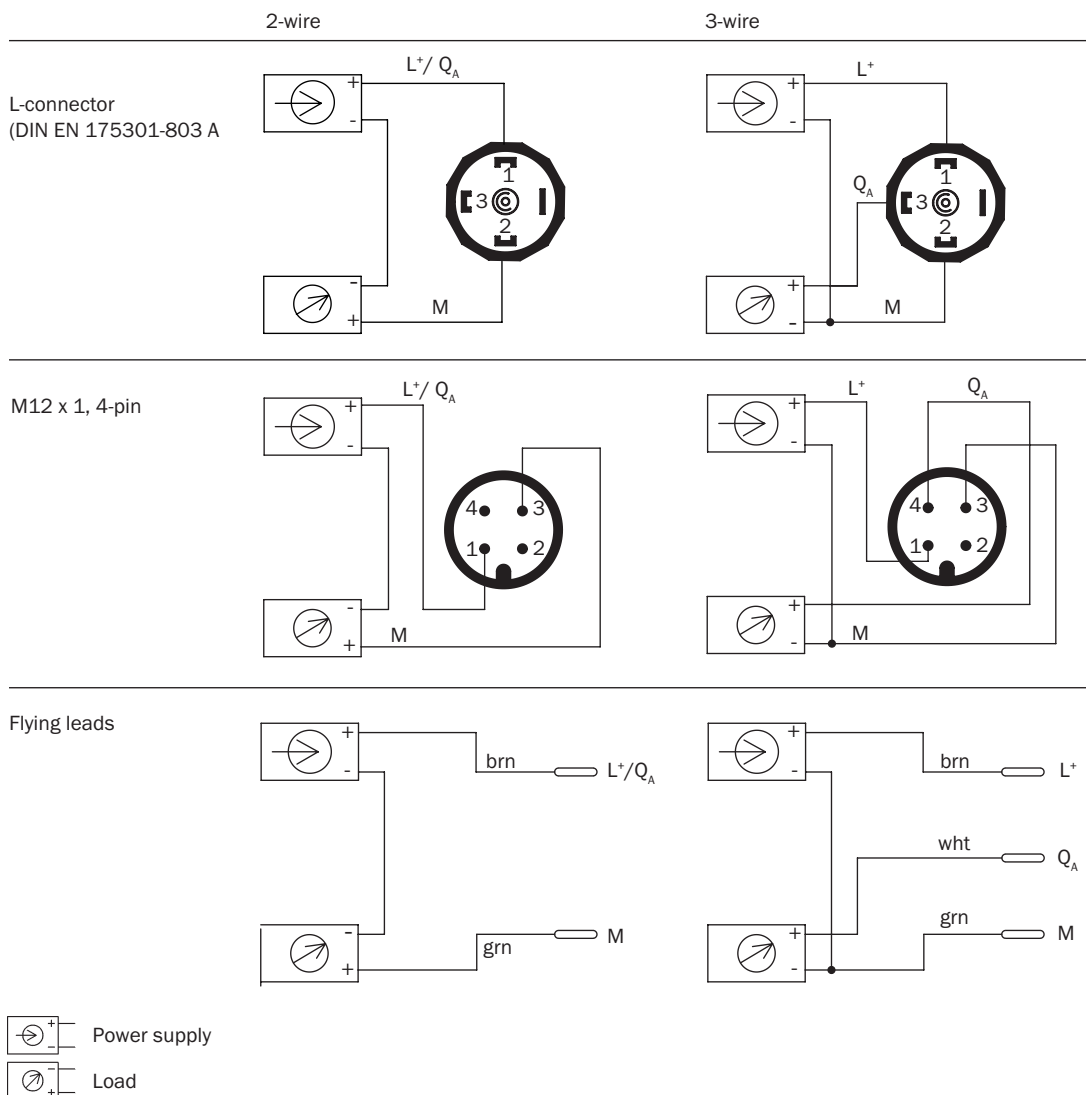 2-wire 3-wire
L-connector
(DIN EN 175301-803 A
+ L⁺/ Q_A
-
1
3
2
-
+ M
+ L⁺
-
1
Q_A 3
2
+
- M
M12 x 1, 4-pin
+ L⁺/ Q_A
-
4 3
1 2
-
+ M
+ L⁺ Q_A
-
4 3
1 2
+
- M
Flying leads
+
- brn L⁺/Q_A
-
+ grn M
+
- brn L⁺
wht Q_A
+ grn M
-
+
- Power supply
-
+ Load